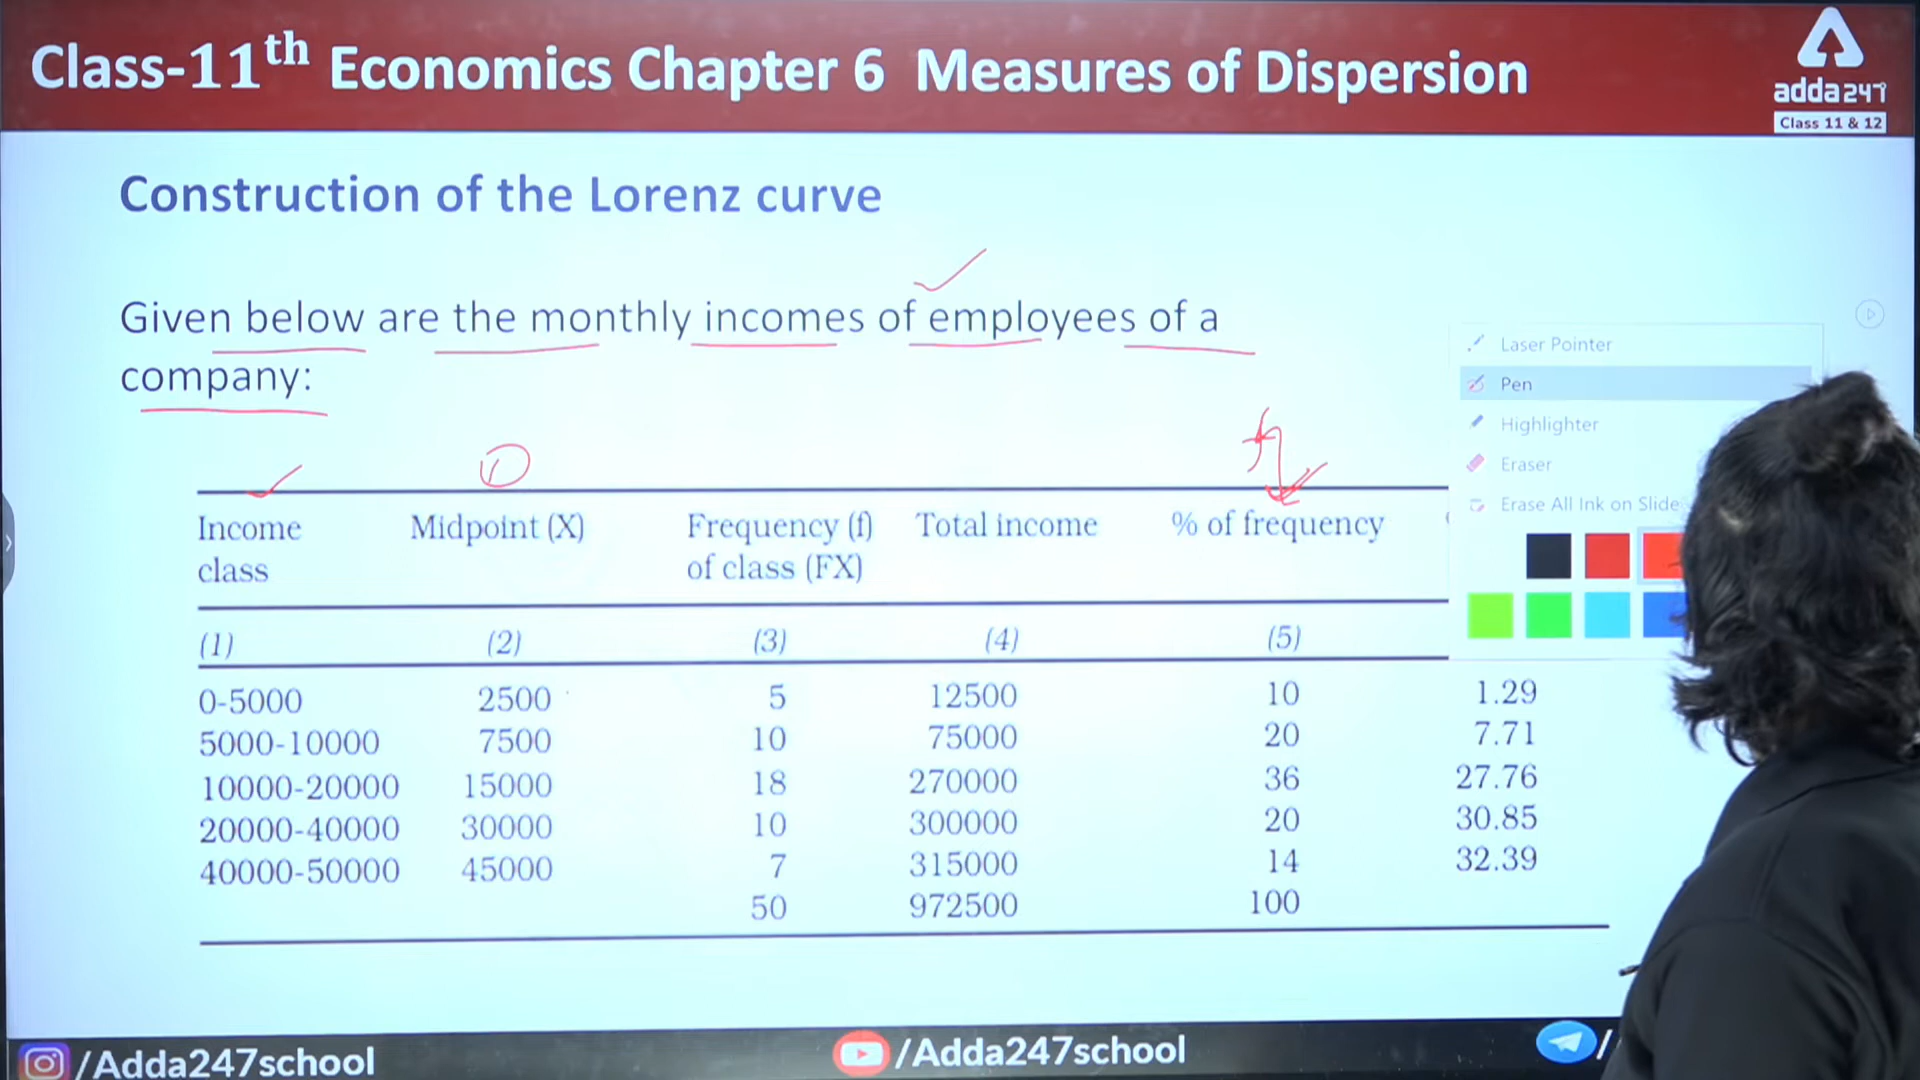 Class-11th Economics Chapter 6 Measures of Dispersion
adda247
Class 11 & 12
Construction of the Lorenz curve
Given below are the monthly incomes of employees of a
company:
Laser Pointer
Pen
Highlighter
Eraser
Erase All Ink on Slide
1
Income Midpoint (X) Frequency (f) Total income % of frequency
class of class (FX)
(1) (2) (3) (4) (5)
0-5000 2500 5 12500 10 1.29
5000-10000 7500 10 75000 20 7.71
10000-20000 15000 18 270000 36 27.76
20000-40000 30000 10 300000 20 30.85
40000-50000 45000 7 315000 14 32.39
50 972500 100
/Adda247school
/Adda247school
/